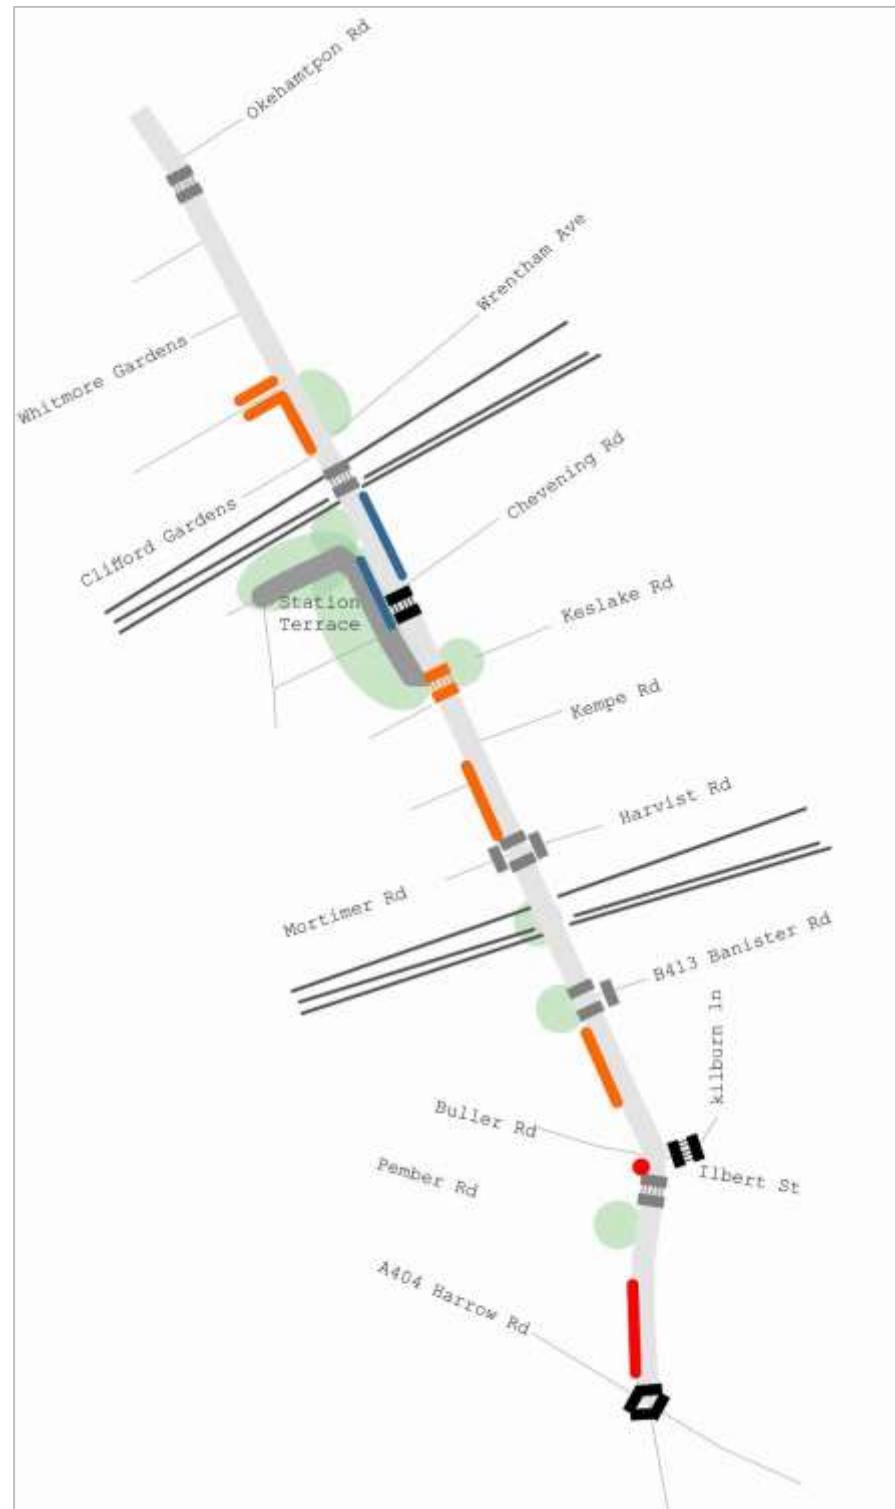 Okehamtpon Rd
Wrentham Ave
Whitmore Gardens
Chevening Rd
Clifford Gardens
Station
Terrace
Keslake Rd
Kempe Rd
Harvist Rd
Mortimer Rd
B413 Banister Rd
kilburn ln
Buller Rd
Ilbert St
Pember Rd
A404 Harrow Rd